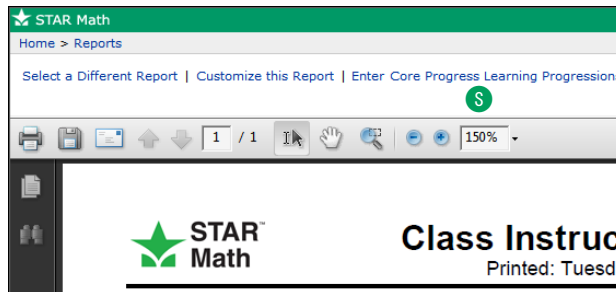 STAR Math
Home > Reports
Select a Different Report | Customize this Report | Enter Core Progress Learning Progression
S
1 / 1 150%
STAR™
Math
Class Instruc
Printed: Tuesd